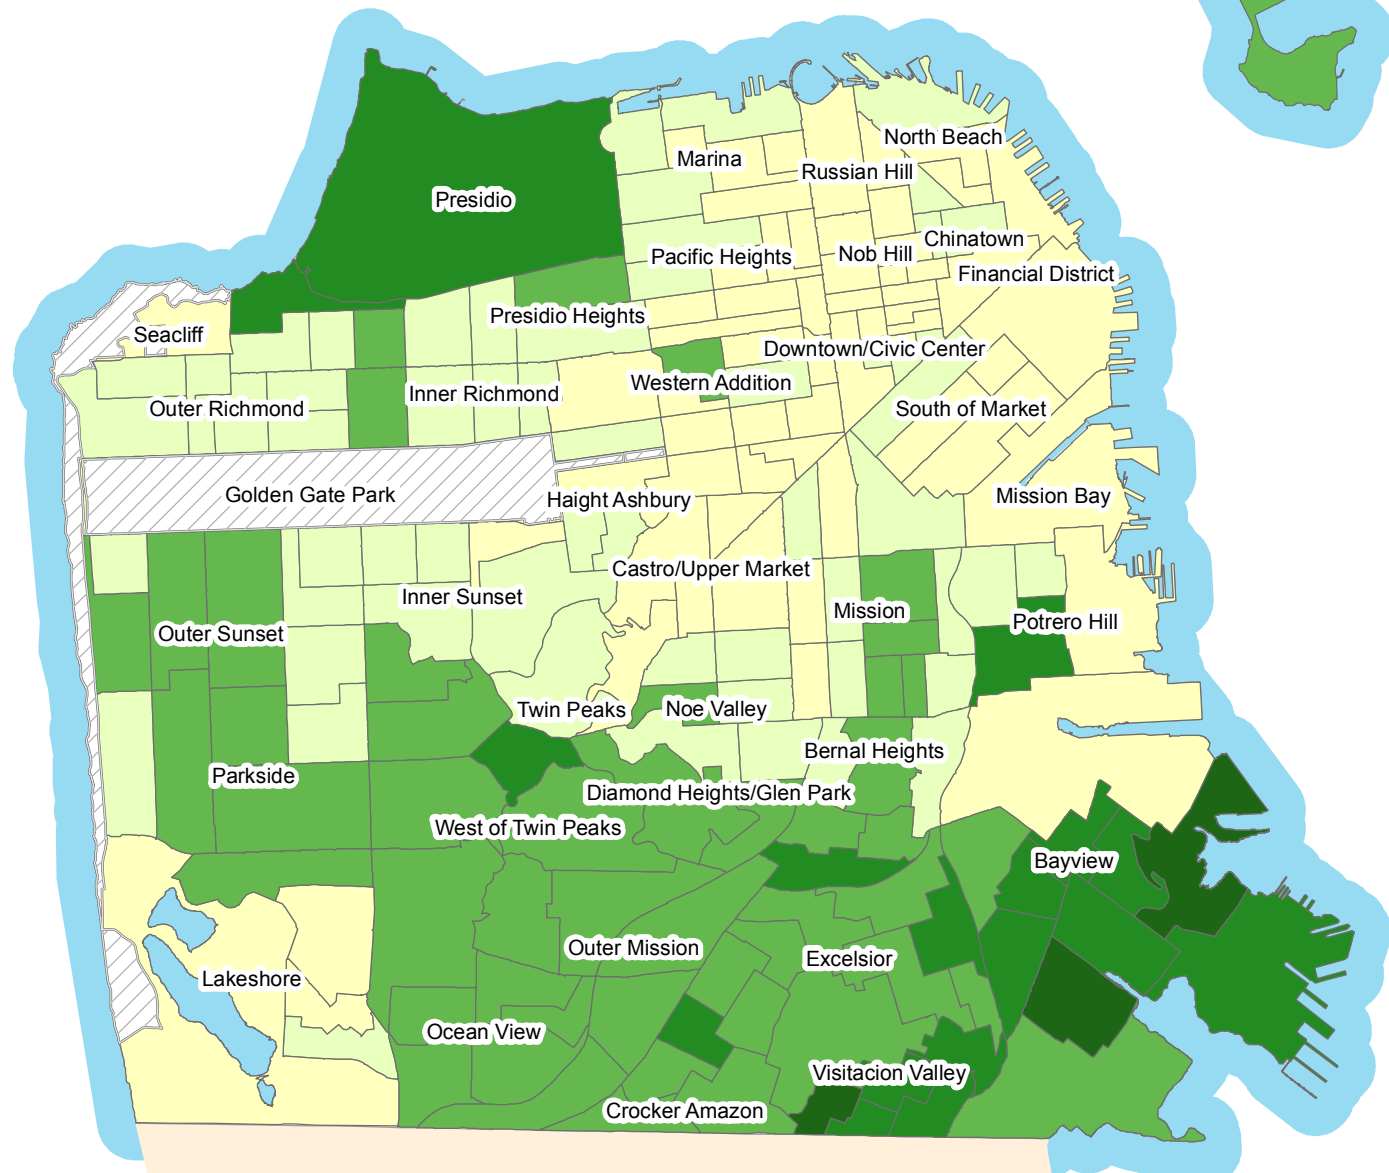 North Beach
Marina
Russian Hill
Presidio
Chinatown
Pacific Heights
Nob Hill
Financial District
Presidio Heights
Seacliff
Downtown/Civic Center
Western Addition
Inner Richmond
Outer Richmond
South of Market
Golden Gate Park
Haight Ashbury
Mission Bay
Castro/Upper Market
Inner Sunset
Mission
Potrero Hill
Outer Sunset
Twin Peaks
Noe Valley
Bernal Heights
Parkside
Diamond Heights/Glen Park
West of Twin Peaks
Bayview
Outer Mission
Excelsior
Lakeshore
Ocean View
Visitacion Valley
Crocker Amazon